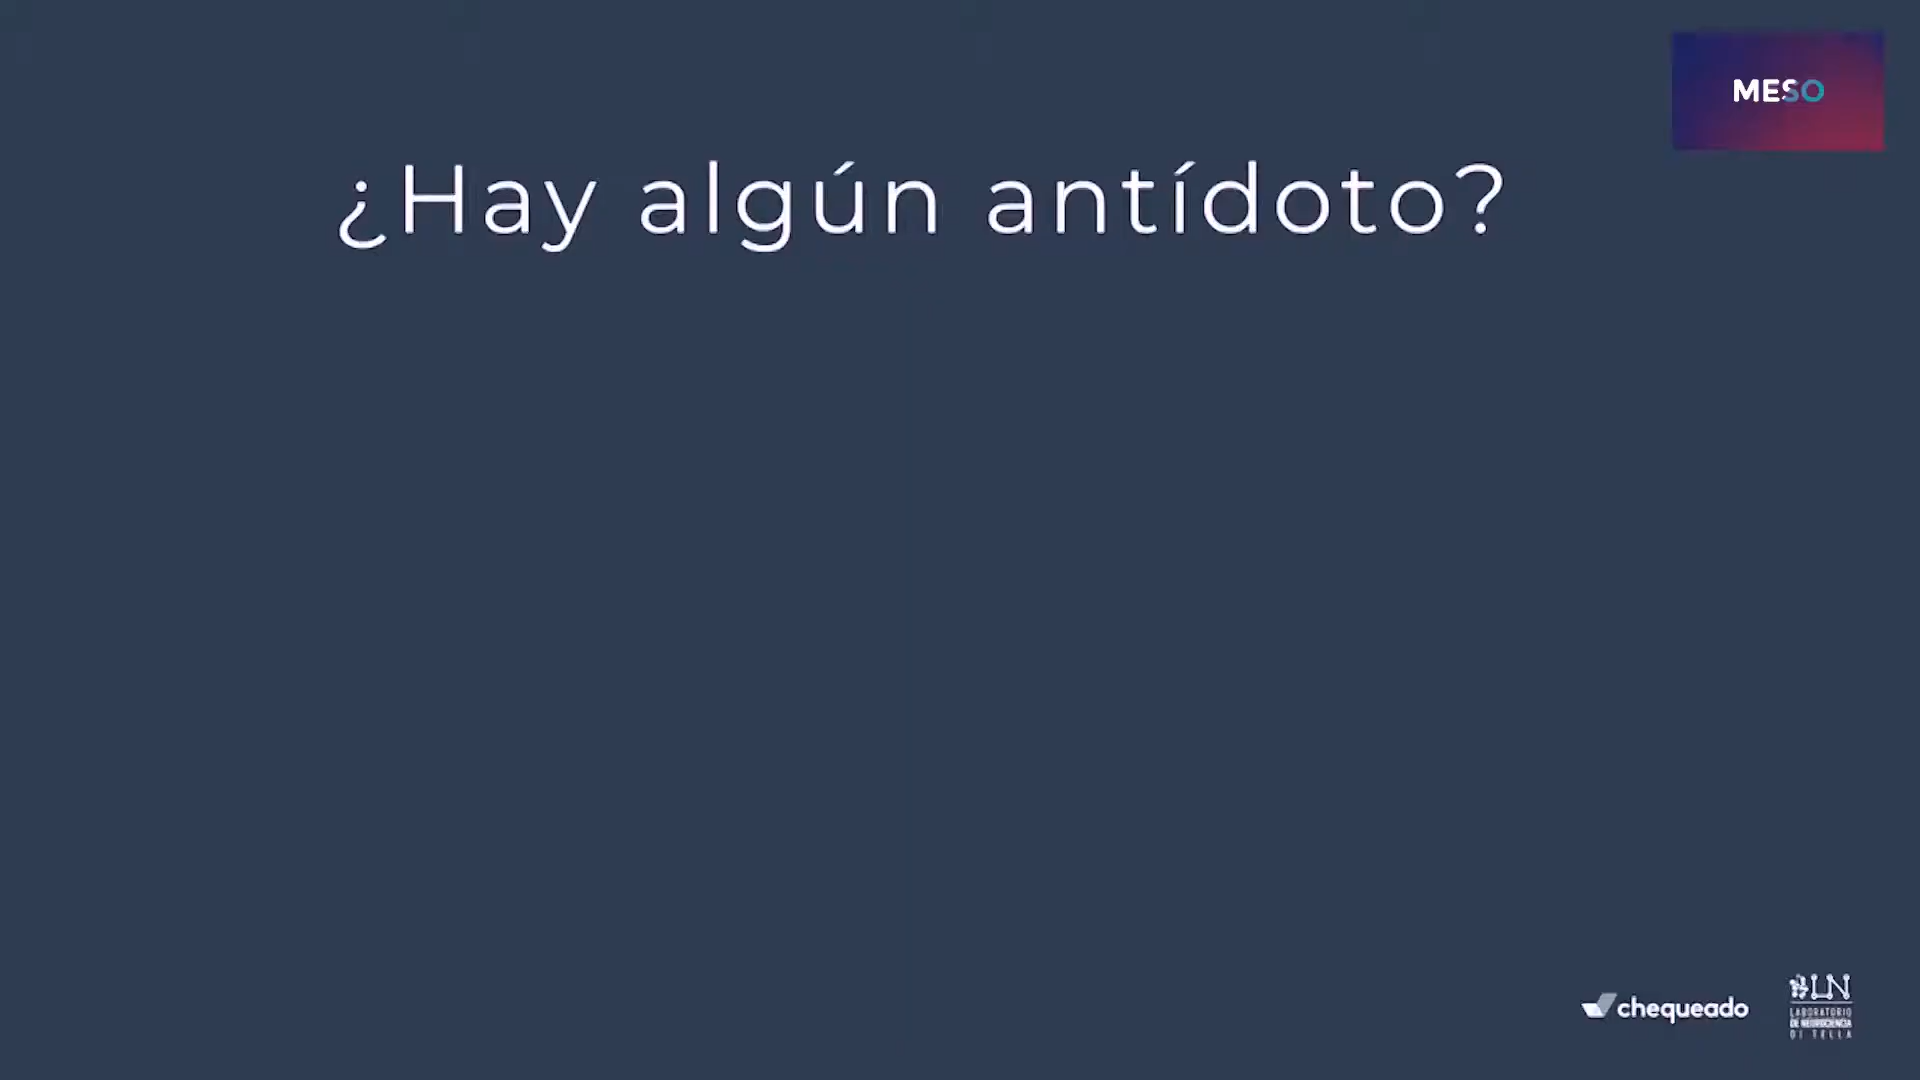 MESO
¿Hay algún antídoto?
chequeado
LN
LABORATORIO
DE NEUROCIENCIA
DI TELLA